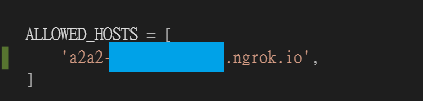 ALLOWED_HOSTS = [
'a2a2-.ngrok.io',
]